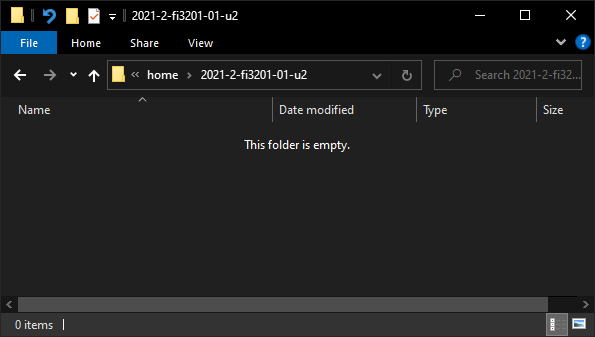 2021-2-fi3201-01-u2
File Home Share View
home 2021-2-fi3201-01-u2 Search 2021-2-fi32...
Name Date modified Type Size
This folder is empty.
0 items